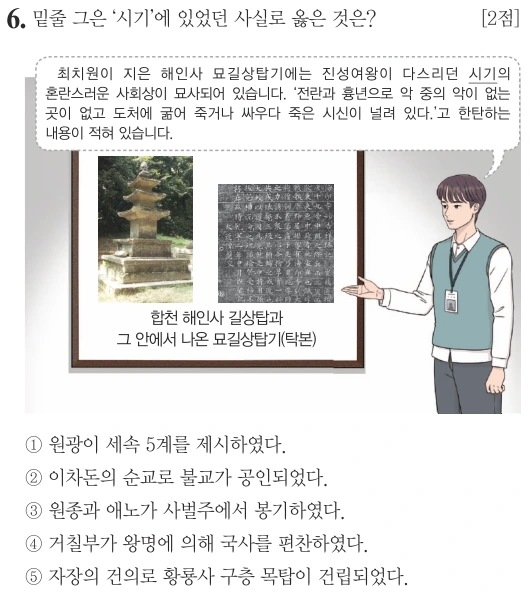 6. 밑줄 그은 '시기'에 있었던 사실로 옳은 것은? [2점]
최치원이 지은 해인사 묘길상탑기에는 진성여왕이 다스리던 시기의
혼란스러운 사회상이 묘사되어 있습니다. '전란과 흉년으로 악 중의 악이 없는
곳이 없고 도처에 굶어 죽거나 싸우다 죽은 시신이 널려 있다.'고 한탄하는
내용이 적혀 있습니다.
합천 해인사 길상탑과
그 안에서 나온 묘길상탑기(탁본)
① 원광이 세속 5계를 제시하였다.
② 이차돈의 순교로 불교가 공인되었다.
③ 원종과 애노가 사벌주에서 봉기하였다.
④ 거칠부가 왕명에 의해 국사를 편찬하였다.
⑤ 자장의 건의로 황룡사 구층 목탑이 건립되었다.